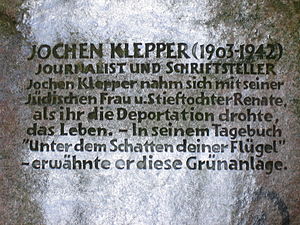 JOCHEN KLEPPER (1903-1942)
JOURNALIST UND SCHRIFTSTELLER
Jochen Klepper nahm sich mit seiner
Jüdischen Frau u. Stieftochter Renate,
als ihr die Deportation drohte,
das Leben. – In seinem Tagebuch
"Unter dem Schatten deiner Flügel"
– erwähnte er diese Grünanlage.